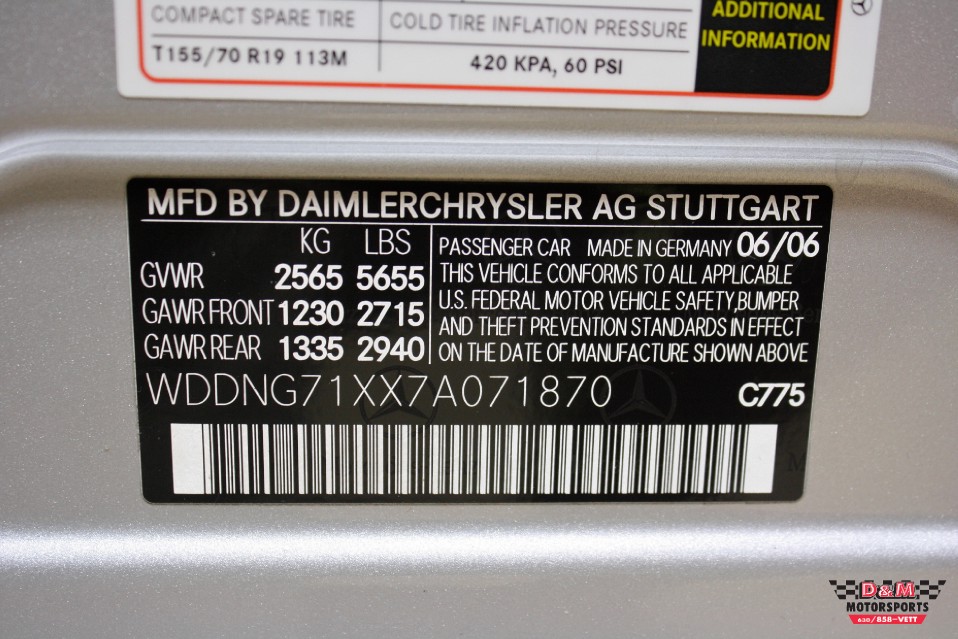 COMPACT SPARE TIRE
COLD TIRE INFLATION PRESSURE
T155/70 R19 113M
420 KPA, 60 PSI
ADDITIONAL
INFORMATION
MFD BY DAIMLERCHRYSLER AG STUTTGART
KG LBS
GVWR 2565 5655
GAWR FRONT 1230 2715
GAWR REAR 1335 2940
PASSENGER CAR MADE IN GERMANY 06/06
THIS VEHICLE CONFORMS TO ALL APPLICABLE
U.S. FEDERAL MOTOR VEHICLE SAFETY,BUMPER
AND THEFT PREVENTION STANDARDS IN EFFECT
ON THE DATE OF MANUFACTURE SHOWN ABOVE
WDDNG71XX7A071870 C775
D&M
MOTORSPORTS
630/858-VETT